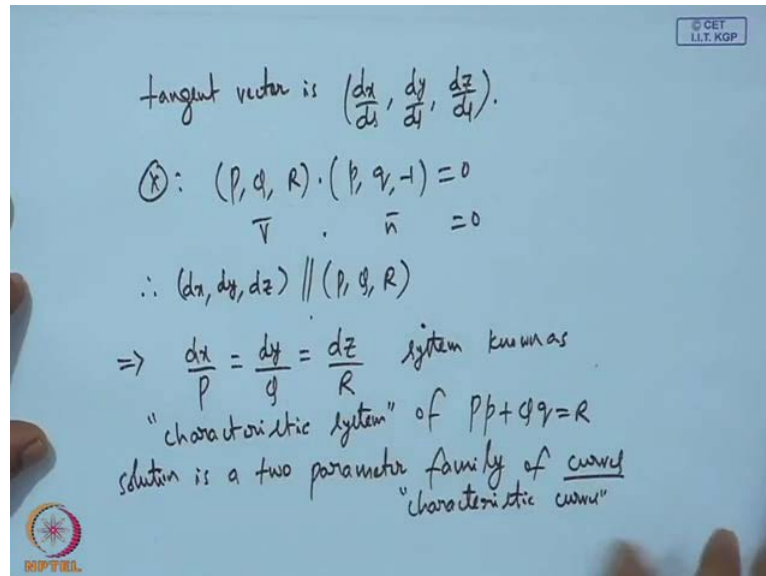 © CET
I.I.T. KGP
tangent vector is (dx/ds, dy/ds, dz/ds).
(*): (P, Q, R) · (p, q, -1) = 0
V̄ . n̄ = 0
∴ (dx, dy, dz) || (P, Q, R)
⇒ dx/P = dy/Q = dz/R system known as
"characteristic system" of Pp + Qq = R
solution is a two parameter family of curves
"characteristic curves"
NPTEL